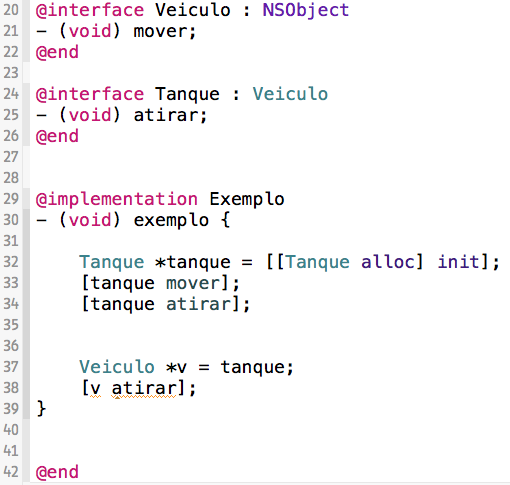 20 @interface Veiculo : NSObject
21 - (void) mover;
22 @end
23
24 @interface Tanque : Veiculo
25 - (void) atirar;
26 @end
27
28
29 @implementation Exemplo
30 - (void) exemplo {
31
32     Tanque *tanque = [[Tanque alloc] init];
33     [tanque mover];
34     [tanque atirar];
35
36
37     Veiculo *v = tanque;
38     [v atirar];
39 }
40
41
42 @end